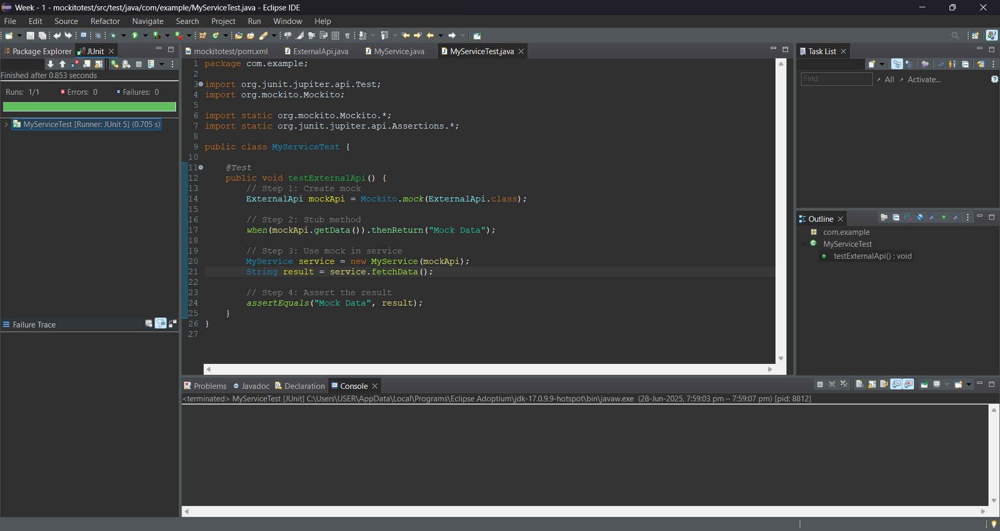 Week - 1 - mockitotest/src/test/java/com/example/MyServiceTest.java - Eclipse IDE
File Edit Source Refactor Navigate Search Project Run Window Help
Package Explorer JUnit
Finished after 0.853 seconds
Runs: 1/1 Errors: 0 Failures: 0
MyServiceTest [Runner: JUnit 5] (0.705 s)
Failure Trace
mockitotest/pom.xml ExternalApi.java MyService.java MyServiceTest.java
1 package com.example;
2
3 import org.junit.jupiter.api.Test;
4 import org.mockito.Mockito;
5
6 import static org.mockito.Mockito.*;
7 import static org.junit.jupiter.api.Assertions.*;
8
9 public class MyServiceTest {
10
11 @Test
12 public void testExternalApi() {
13 // Step 1: Create mock
14 ExternalApi mockApi = Mockito.mock(ExternalApi.class);
15
16 // Step 2: Stub method
17 when(mockApi.getData()).thenReturn("Mock Data");
18
19 // Step 3: Use mock in service
20 MyService service = new MyService(mockApi);
21 String result = service.fetchData();
22
23 // Step 4: Assert the result
24 assertEquals("Mock Data", result);
25 }
26 }
27
Task List
Find All Activate...
Outline
com.example
MyServiceTest
testExternalApi() : void
Problems Javadoc Declaration Console
<terminated> MyServiceTest [JUnit] C:\Users\USER\AppData\Local\Programs\Eclipse Adoptium\jdk-17.0.9.9-hotspot\bin\javaw.exe (28-Jun-2025, 7:59:03 pm – 7:59:07 pm) [pid: 8812]